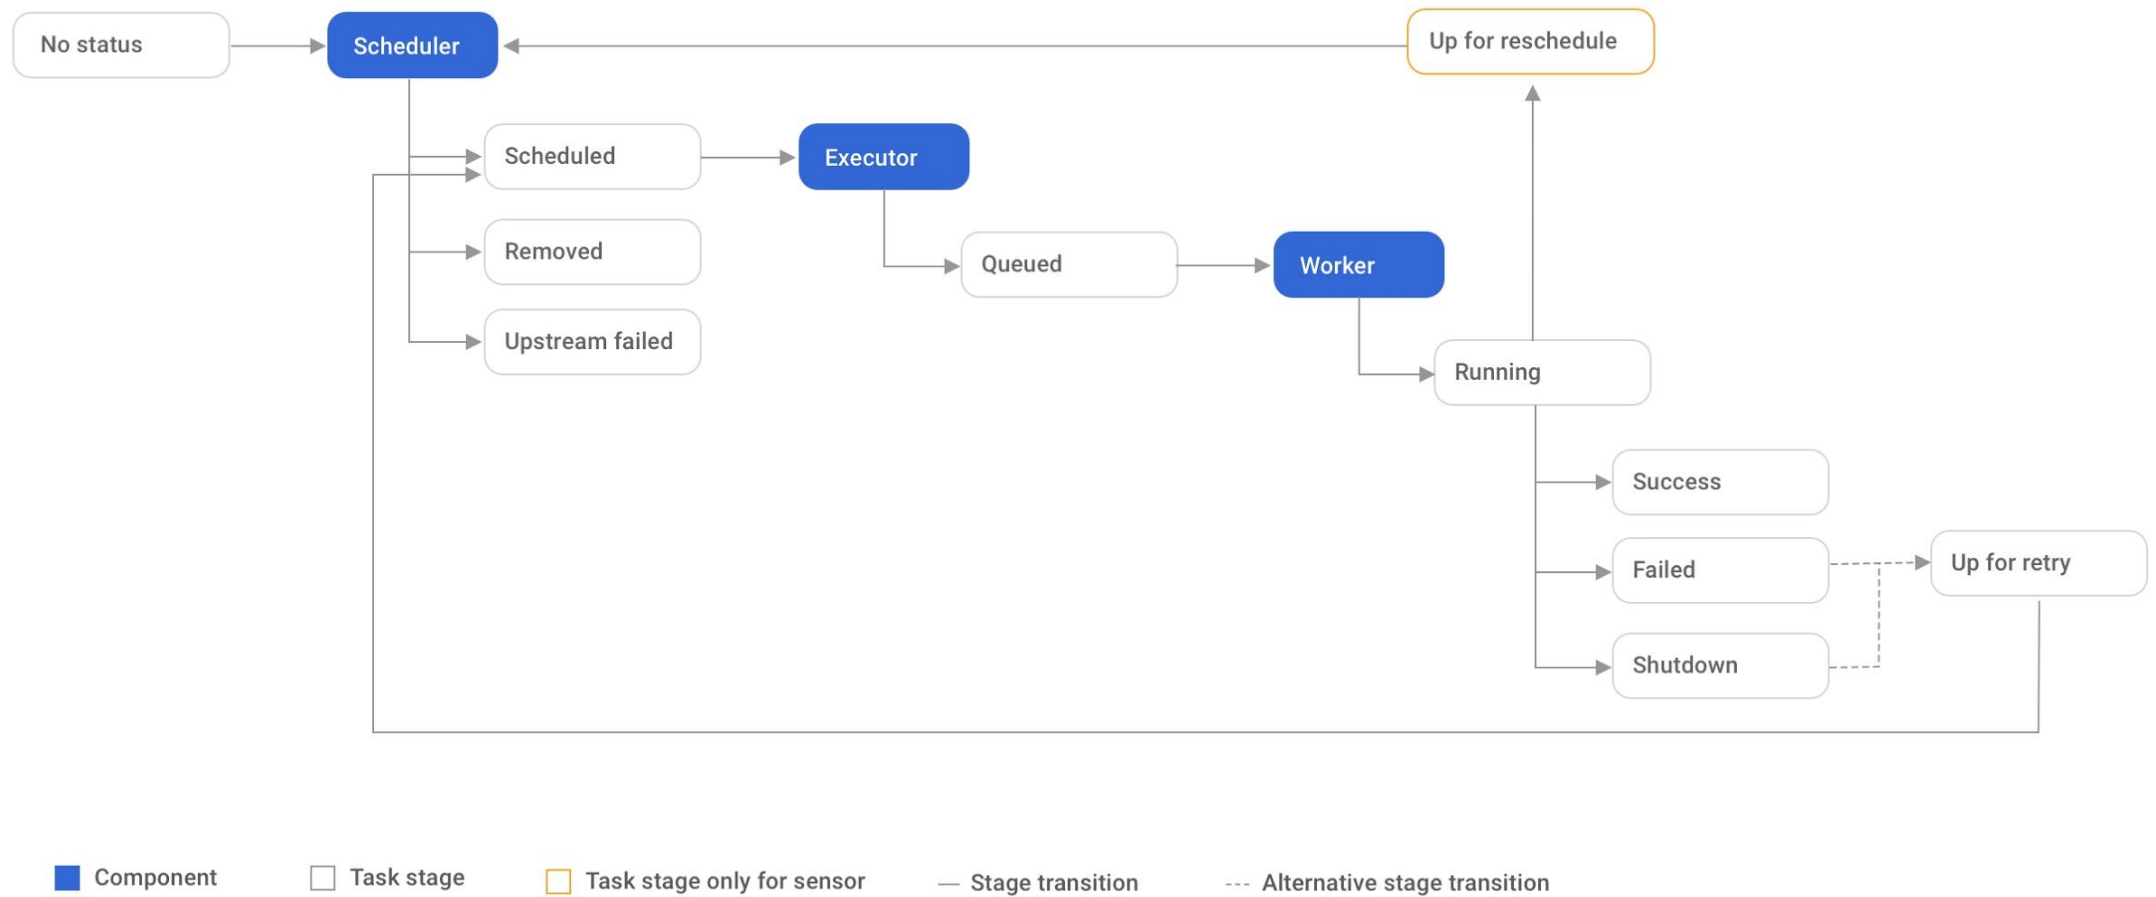 No status
Scheduler
Up for reschedule
Scheduled
Executor
Removed
Queued
Worker
Upstream failed
Running
Success
Failed
Up for retry
Shutdown
Component
Task stage
Task stage only for sensor
Stage transition
Alternative stage transition